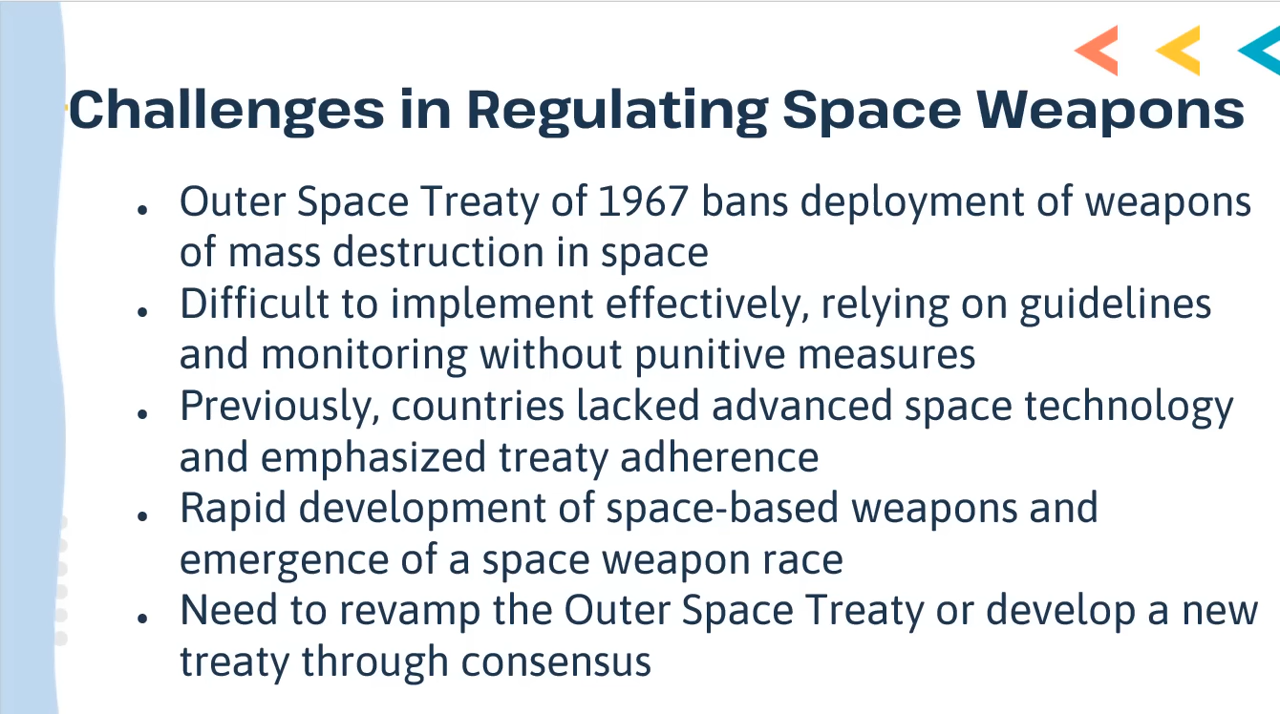 Challenges in Regulating Space Weapons
• Outer Space Treaty of 1967 bans deployment of weapons
of mass destruction in space
• Difficult to implement effectively, relying on guidelines
and monitoring without punitive measures
• Previously, countries lacked advanced space technology
and emphasized treaty adherence
• Rapid development of space-based weapons and
emergence of a space weapon race
• Need to revamp the Outer Space Treaty or develop a new
treaty through consensus